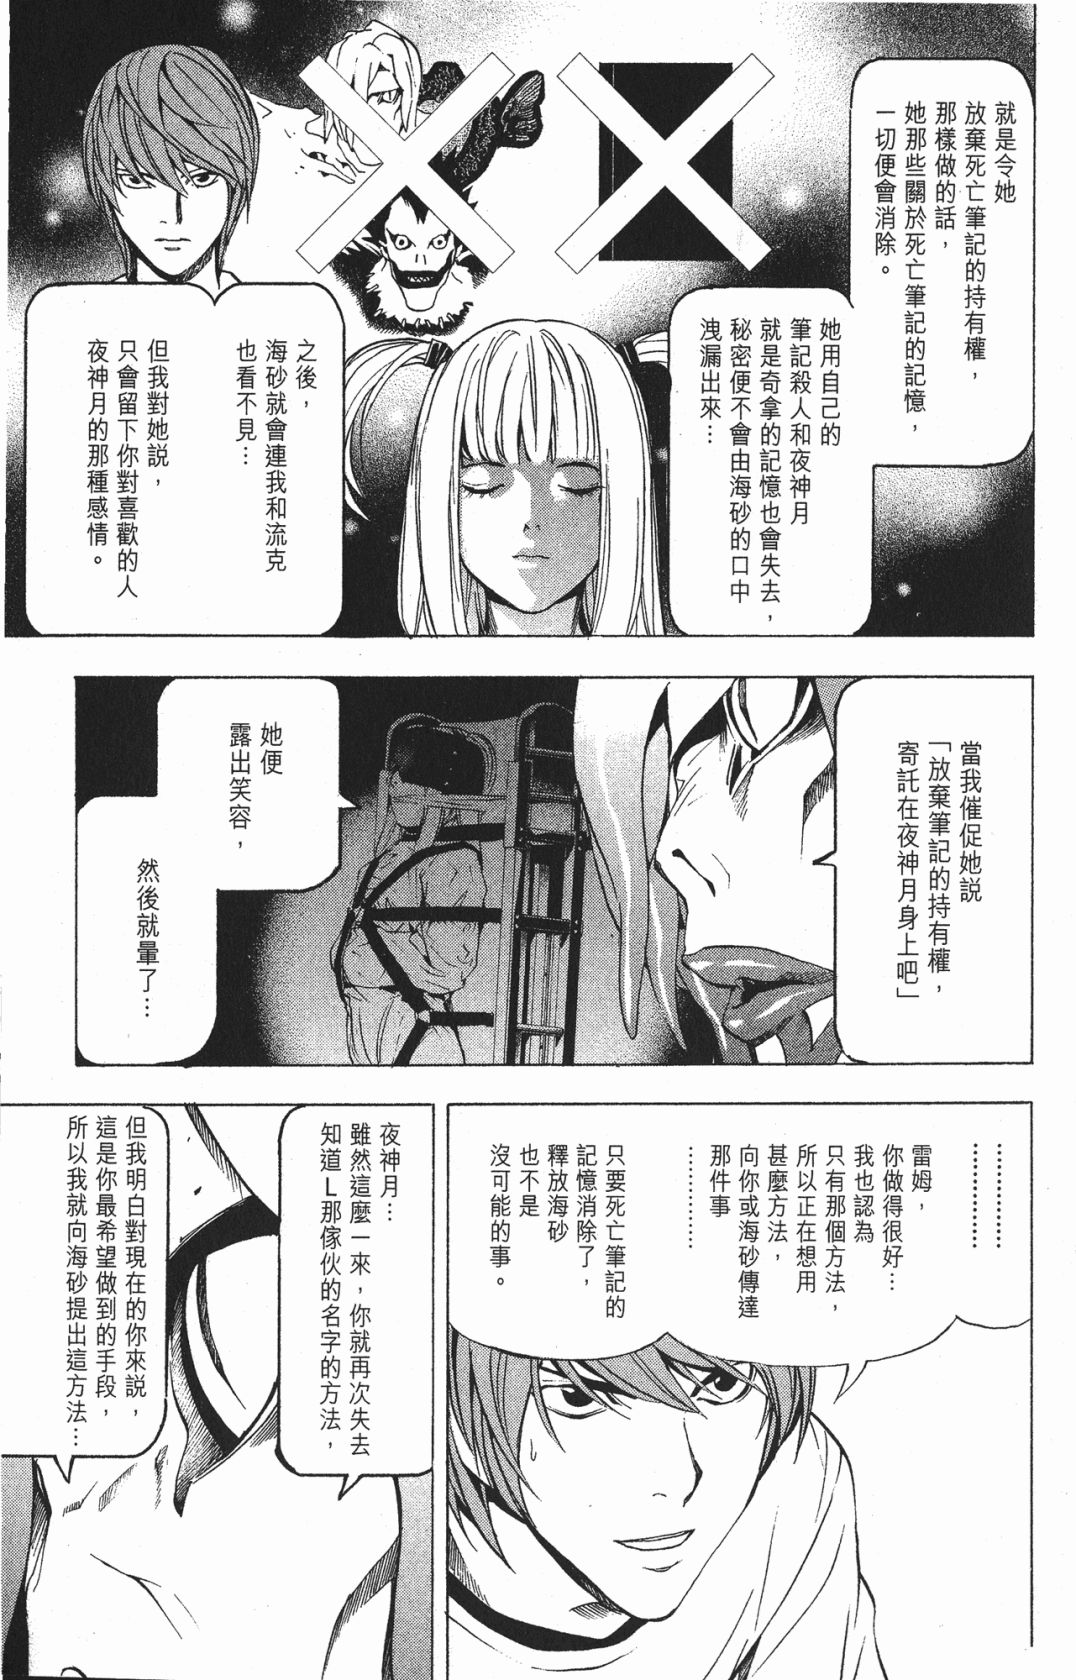 就是令她
放棄死亡筆記的持有權，
那樣做的話，
她那些關於死亡筆記的記憶，
一切便會消除。
她用自己的
筆記殺人和夜神月
就是奇拿的記憶也會失去，
秘密便不會由海砂的口中
洩漏出來…
之後，
海砂就會連我和流克
也看不見…
但我對她說，
只會留下你對喜歡的人
夜神月的那種感情。
當我催促她說
「放棄筆記的持有權，
寄託在夜神月身上吧」
她便
露出笑容，
然後就暈了…
…………
…………
雷姆，
你做得很好…
我也認為
只有那個方法，
所以正在想用
甚麼方法，
向你或海砂傳達
那件事
…………
只要死亡筆記的
記憶消除了，
釋放海砂
也不是
沒可能的事。
夜神月…
雖然這麼一來，你就再次失去
知道L那傢伙的名字的方法，
但我明白對現在的你來說，
這是你最希望做到的手段，
所以我就向海砂提出這方法…